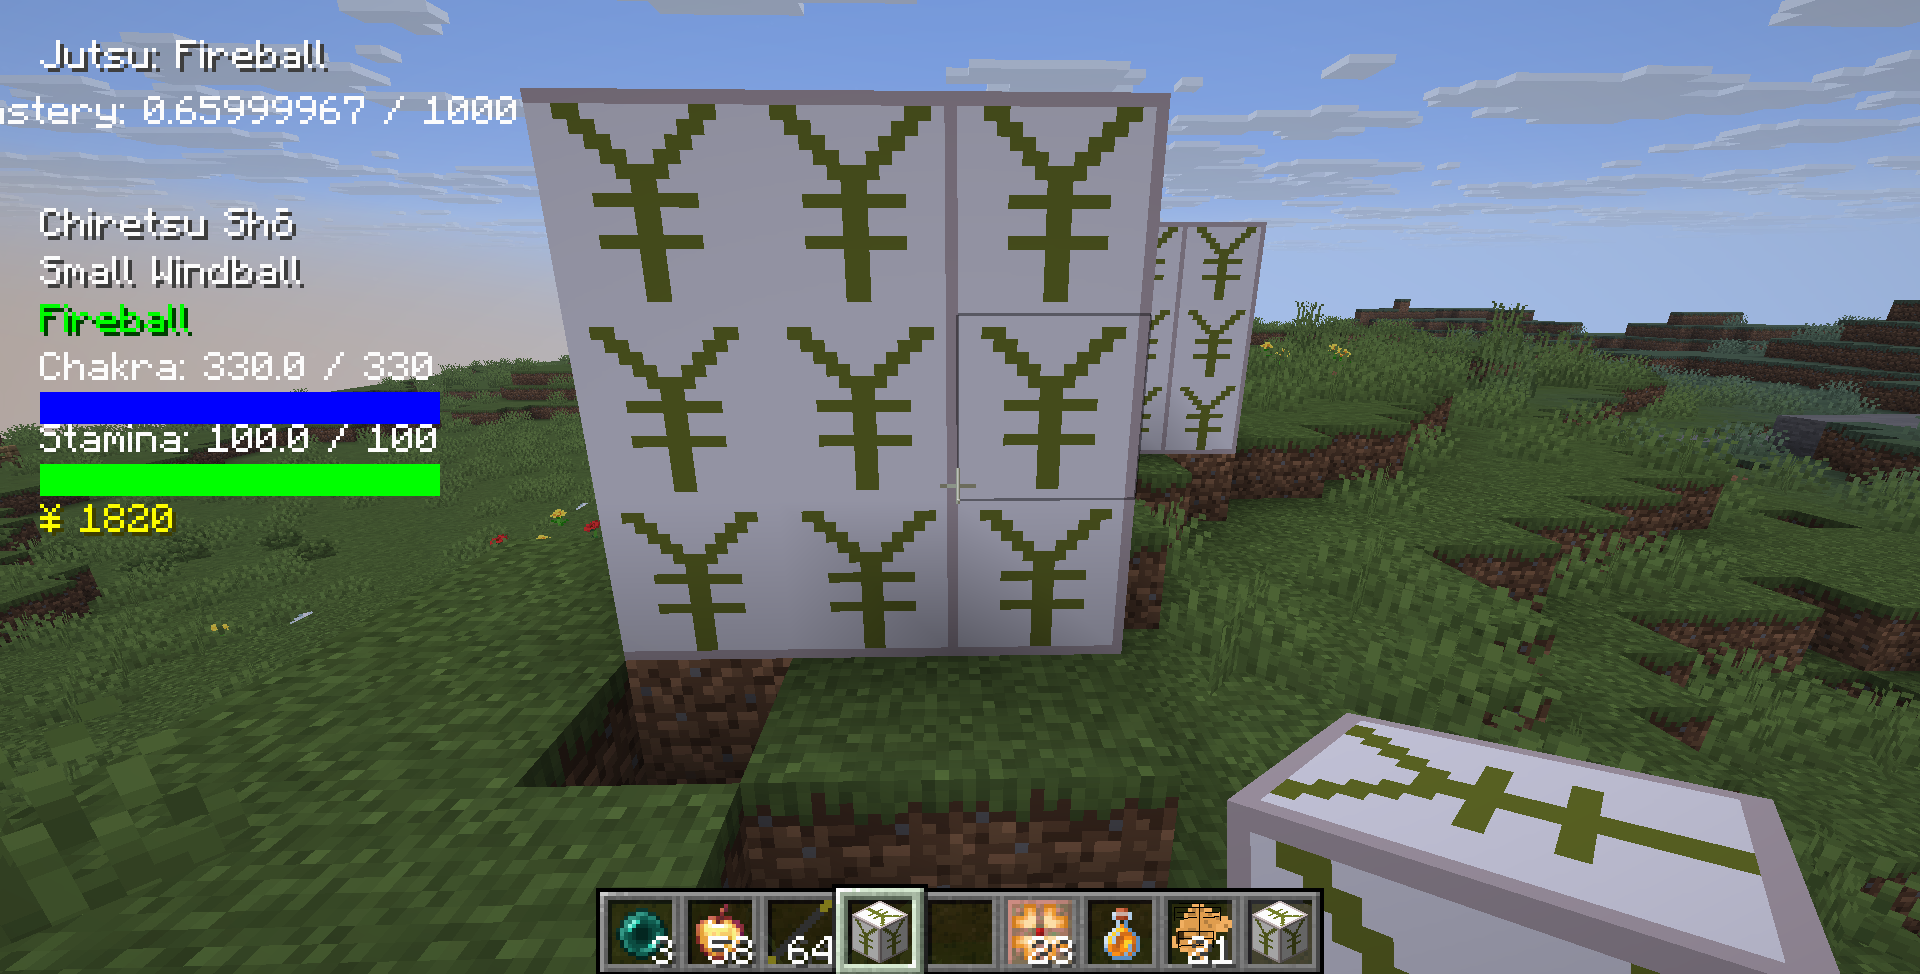 Jutsu: Fireball
astery: 0.65999967 / 1000
Chiretsu Shō
Small Windball
Fireball
Chakra: 330.0 / 330
Stamina: 100.0 / 100
¥ 1820
3 58 64 23 21